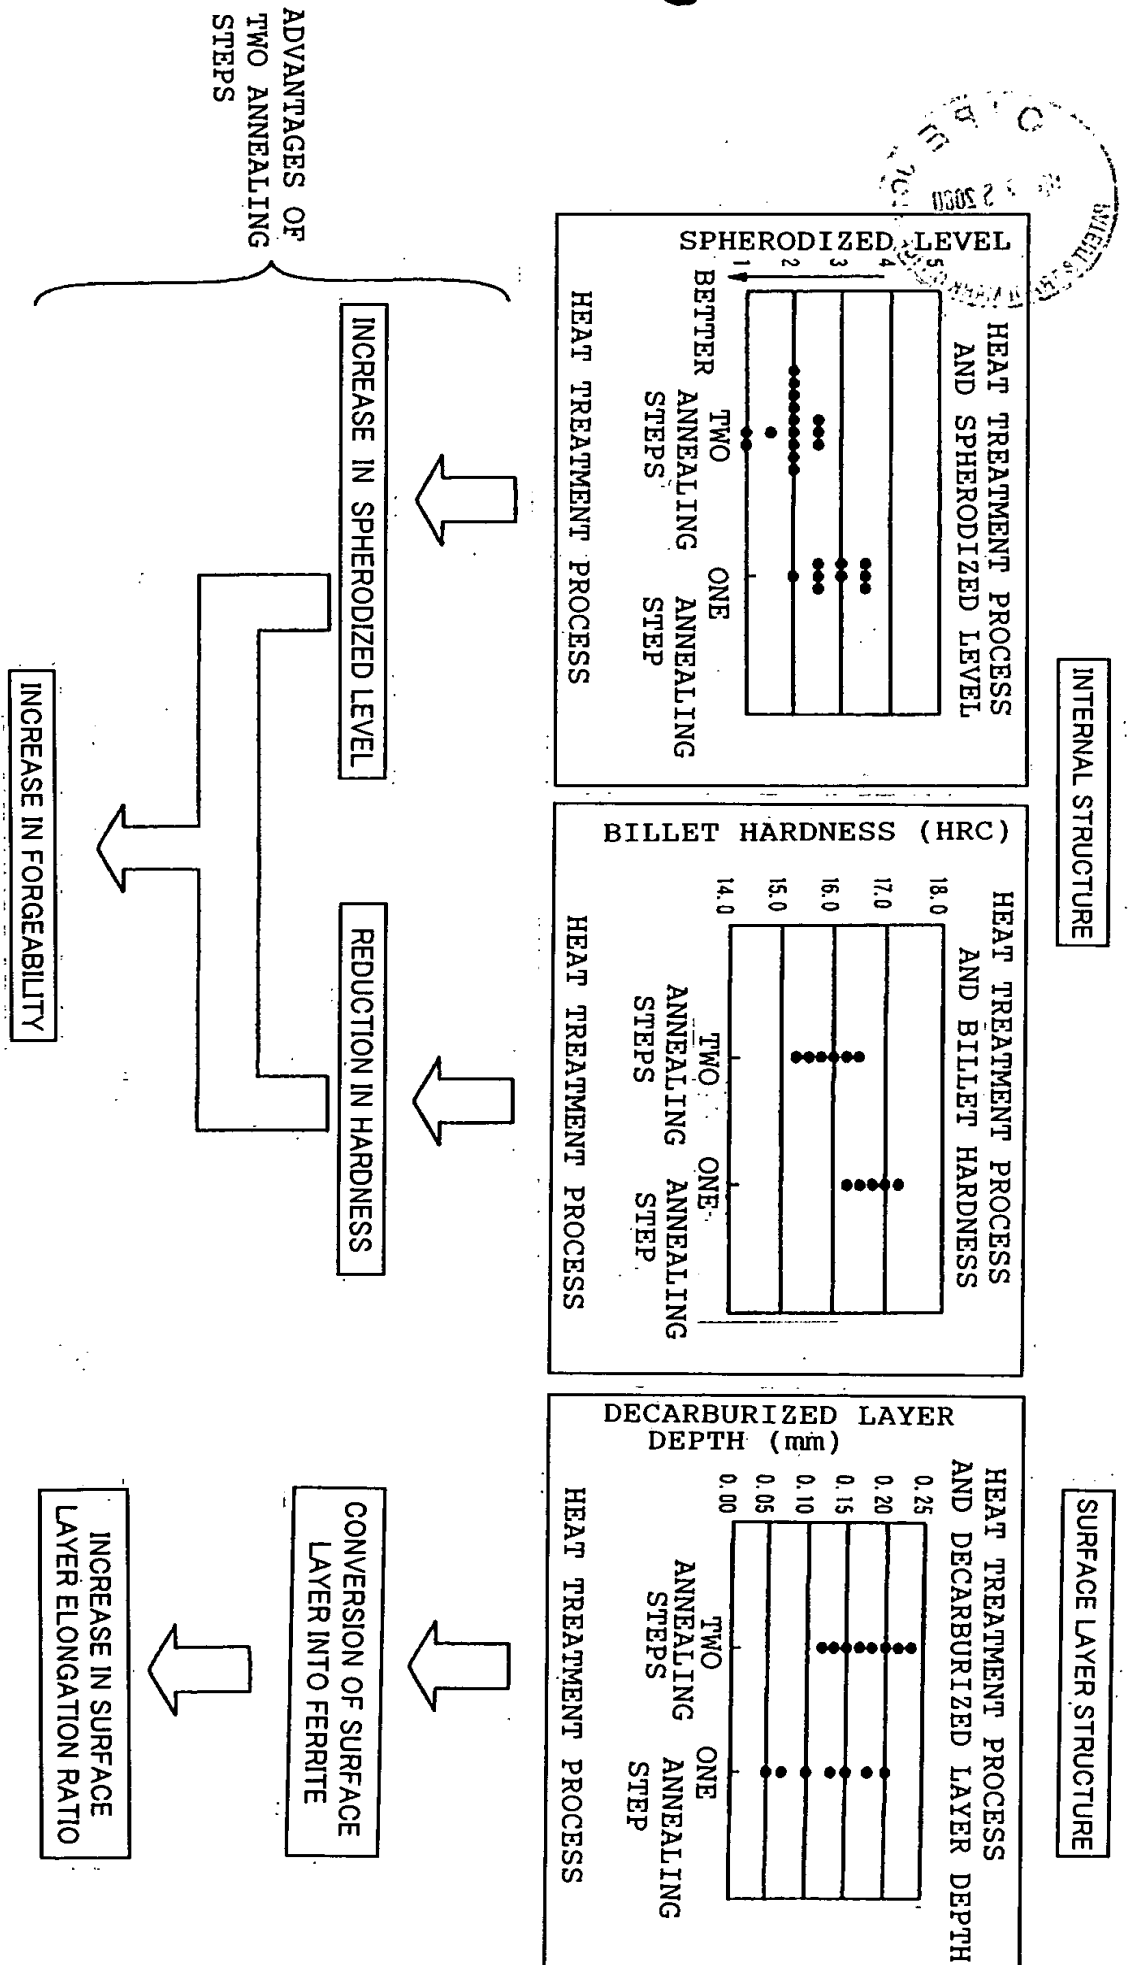 INTERNAL STRUCTURE
SURFACE LAYER STRUCTURE
HEAT TREATMENT PROCESS
AND SPHERODIZED LEVEL
SPHERODIZED LEVEL
5
4
3
2
1
BETTER
TWO
ANNEALING
STEPS
ONE
ANNEALING
STEP
HEAT TREATMENT PROCESS
HEAT TREATMENT PROCESS
AND BILLET HARDNESS
BILLET HARDNESS (HRC)
18.0
17.0
16.0
15.0
14.0
TWO
ANNEALING
STEPS
ONE
ANNEALING
STEP
HEAT TREATMENT PROCESS
HEAT TREATMENT PROCESS
AND DECARBURIZED LAYER DEPTH
DECARBURIZED LAYER
DEPTH (mm)
0.25
0.20
0.15
0.10
0.05
0.00
TWO
ANNEALING
STEPS
ONE
ANNEALING
STEP
HEAT TREATMENT PROCESS
ADVANTAGES OF
TWO ANNEALING
STEPS
INCREASE IN SPHERODIZED LEVEL
REDUCTION IN HARDNESS
CONVERSION OF SURFACE
LAYER INTO FERRITE
INCREASE IN FORGEABILITY
INCREASE IN SURFACE
LAYER ELONGATION RATIO